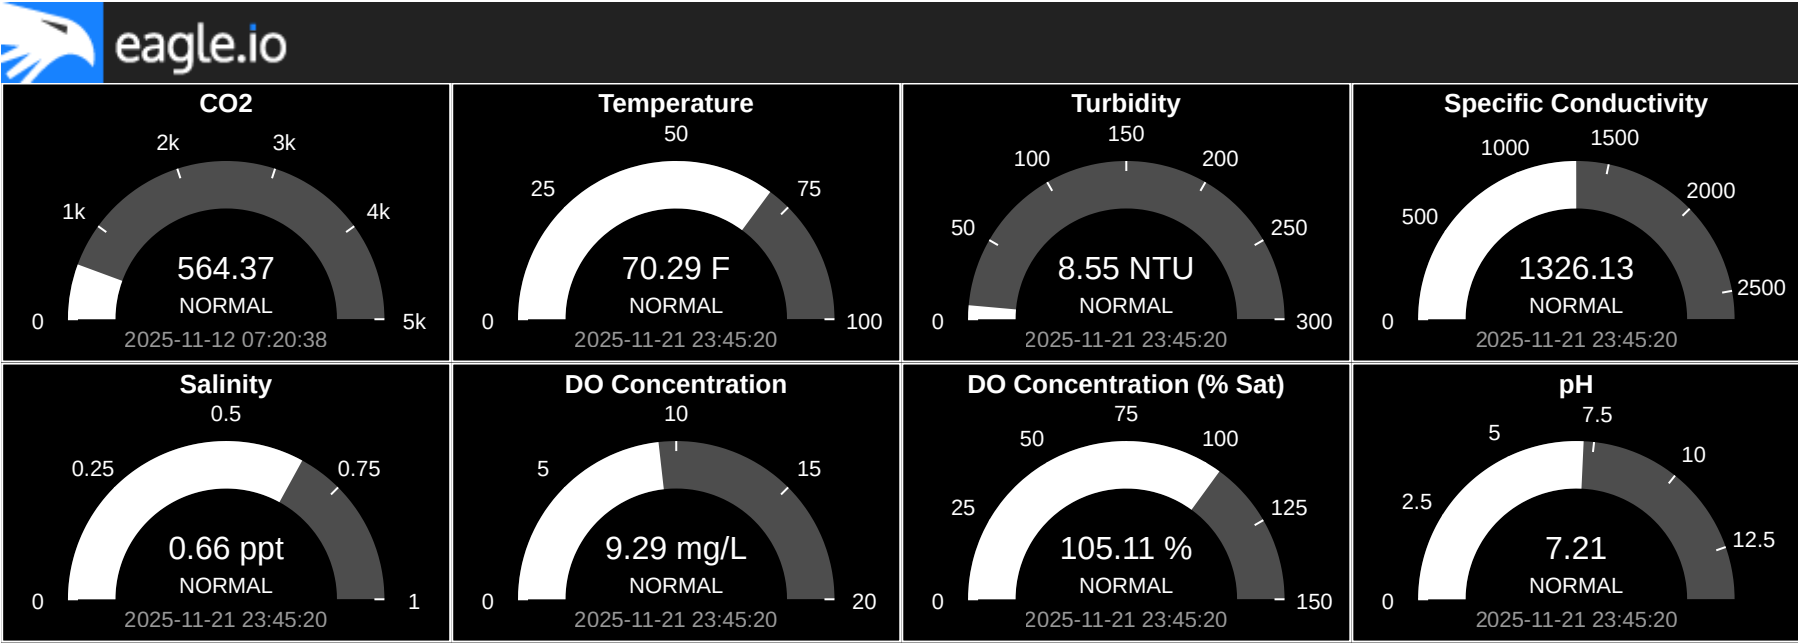 eagle.io
CO2
0
1k
2k
3k
4k
5k
564.37
NORMAL
2025-11-12 07:20:38
Temperature
0
25
50
75
100
70.29 F
NORMAL
2025-11-21 23:45:20
Turbidity
0
50
100
150
200
250
300
8.55 NTU
NORMAL
2025-11-21 23:45:20
Specific Conductivity
0
500
1000
1500
2000
2500
1326.13
NORMAL
2025-11-21 23:45:20
Salinity
0
0.25
0.5
0.75
1
0.66 ppt
NORMAL
2025-11-21 23:45:20
DO Concentration
0
5
10
15
20
9.29 mg/L
NORMAL
2025-11-21 23:45:20
DO Concentration (% Sat)
0
25
50
75
100
125
150
105.11 %
NORMAL
2025-11-21 23:45:20
pH
0
2.5
5
7.5
10
12.5
7.21
NORMAL
2025-11-21 23:45:20